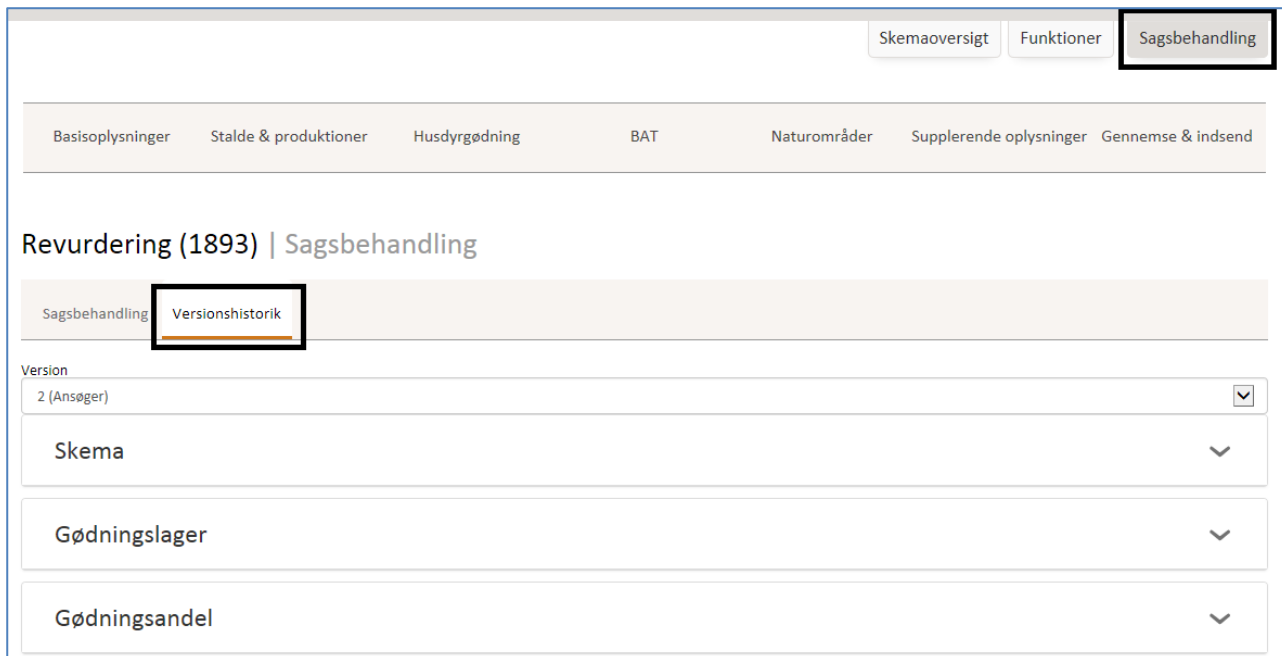 Skemaoversigt Funktioner Sagsbehandling
Basisoplysninger Stalde & produktioner Husdyrgødning BAT Naturområder Supplerende oplysninger Gennemse & indsend
Revurdering (1893) | Sagsbehandling
Sagsbehandling Versionshistorik
Version
2 (Ansøger)
Skema
Gødningslager
Gødningsandel